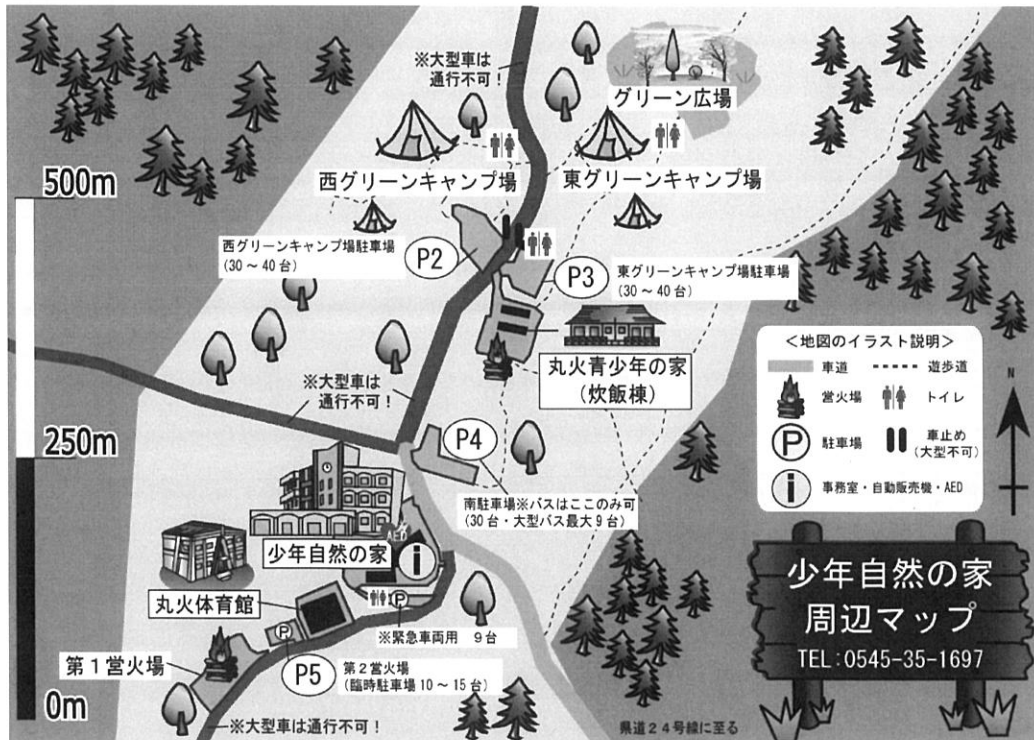 ※大型車は
通行不可！
グリーン広場
500m
西グリーンキャンプ場
東グリーンキャンプ場
西グリーンキャンプ場駐車場
(30～40台)
P2
P3
東グリーンキャンプ場駐車場
(30～40台)
＜地図のイラスト説明＞
車道
遊歩道
営火場
トイレ
P
駐車場
車止め
(大型不可)
i
事務室・自動販売機・AED
N
丸火青少年の家
(炊飯棟)
※大型車は
通行不可！
250m
P4
南駐車場※バスはここのみ可
(30台・大型バス最大9台)
AED
i
少年自然の家
丸火体育館
P
※緊急車両用 9台
P
第1営火場
P5
第2営火場
(臨時駐車場10～15台)
0m
※大型車は通行不可！
県道24号線に至る
少年自然の家
周辺マップ
TEL:0545-35-1697